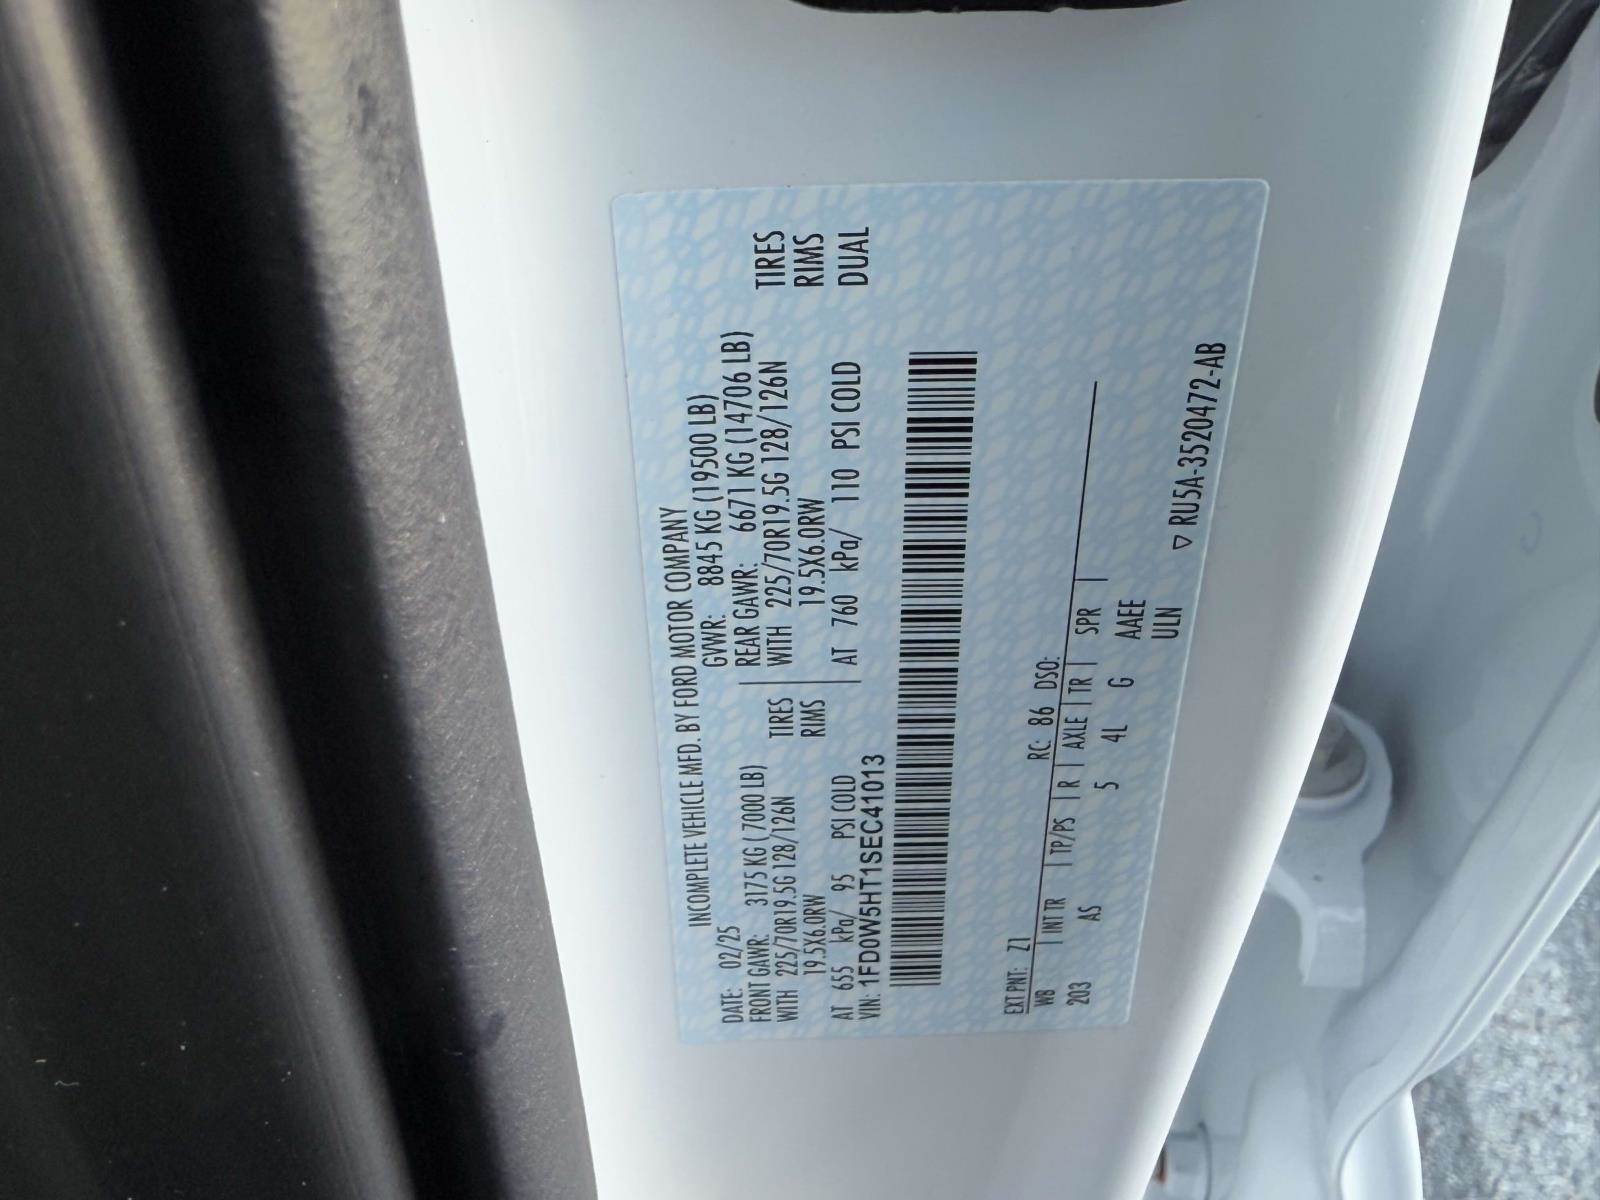 INCOMPLETE VEHICLE MFD. BY FORD MOTOR COMPANY
DATE: 02/25 GVWR: 8845 KG (19500 LB)
FRONT GAWR: 3175 KG ( 7000 LB) REAR GAWR: 6671 KG (14706 LB)
WITH 225/70R19.5G 128/126N TIRES WITH 225/70R19.5G 128/126N TIRES
19.5X6.0RW RIMS 19.5X6.0RW RIMS
AT 655 kPa/ 95 PSI COLD AT 760 kPa/ 110 PSI COLD DUAL
VIN: 1FD0W5HT1SEC41013
EXT PNT: Z1 RC: 86 DSO:
WB INT TR TP/PS R AXLE TR SPR
203 AS 5 4L G AAEE
ULN
▽ RU5A-3520472-AB